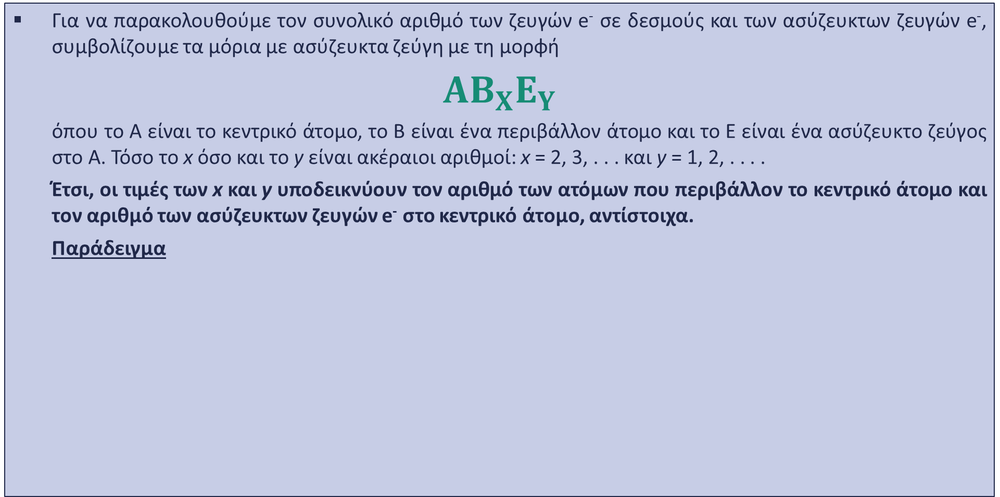 ▪ Για να παρακολουθούμε τον συνολικό αριθμό των ζευγών e⁻ σε δεσμούς και των ασύζευκτων ζευγών e⁻,
συμβολίζουμε τα μόρια με ασύζευκτα ζεύγη με τη μορφή
AB_XE_Y
όπου το Α είναι το κεντρικό άτομο, το Β είναι ένα περιβάλλον άτομο και το Ε είναι ένα ασύζευκτο ζεύγος
στο Α. Τόσο το x όσο και το y είναι ακέραιοι αριθμοί: x = 2, 3, . . . και y = 1, 2, . . . .
Έτσι, οι τιμές των x και y υποδεικνύουν τον αριθμό των ατόμων που περιβάλλον το κεντρικό άτομο και
τον αριθμό των ασύζευκτων ζευγών e⁻ στο κεντρικό άτομο, αντίστοιχα.
Παράδειγμα